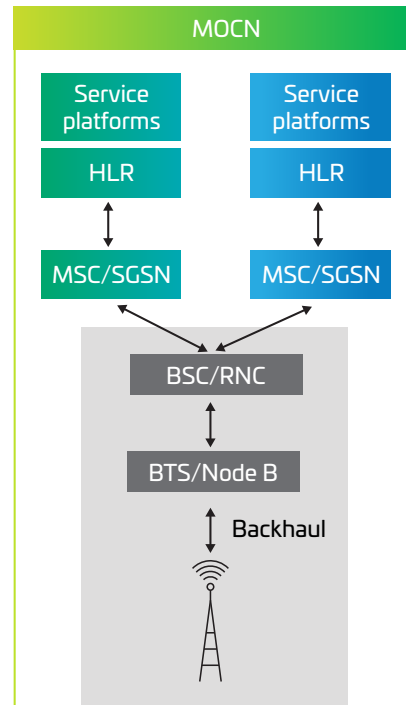 MOCN
Service
platforms
Service
platforms
HLR
HLR
MSC/SGSN
MSC/SGSN
BSC/RNC
BTS/Node B
Backhaul